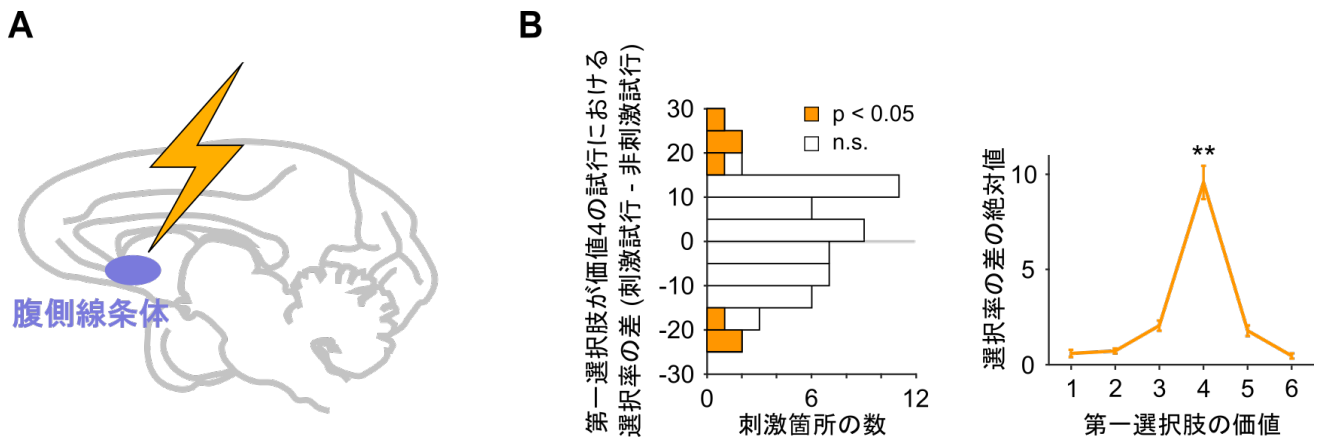 A
腹側線条体
B
第一選択肢が価値4の試行における
選択率の差 (刺激試行 - 非刺激試行)
30
20
10
0
-10
-20
-30
p < 0.05
n.s.
0
6
12
刺激箇所の数
選択率の差の絶対値
10
5
0
**
1 2 3 4 5 6
第一選択肢の価値